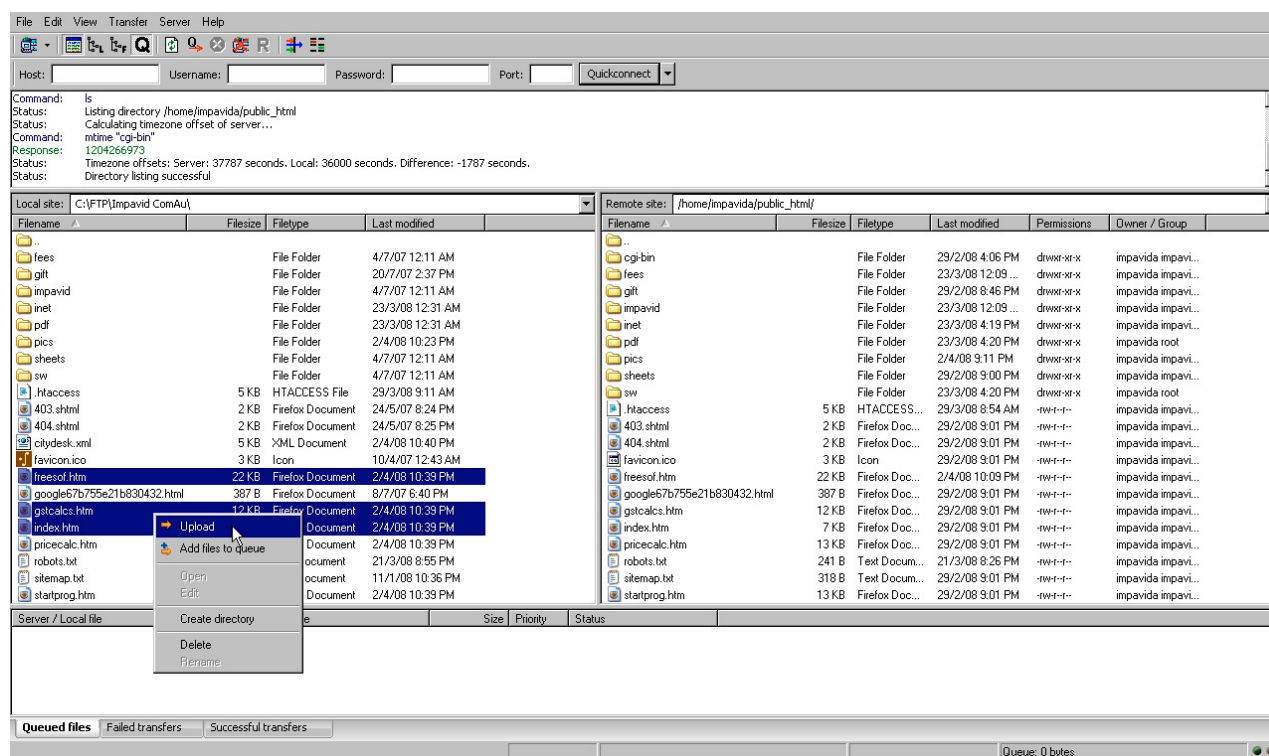 File Edit View Transfer Server Help
Host: Username: Password: Port: Quickconnect
Command: ls
Status: Listing directory /home/impavida/public_html
Status: Calculating timezone offset of server...
Command: mtime "cgi-bin"
Response: 1204266973
Status: Timezone offsets: Server: 37787 seconds. Local: 36000 seconds. Difference: -1787 seconds.
Status: Directory listing successful
Local site: C:\FTP\Impavid ComAu\ Remote site: /home/impavida/public_html/
Filename Filesize Filetype Last modified Filename Filesize Filetype Last modified Permissions Owner / Group
.. ..
fees File Folder 4/7/07 12:11 AM cgi-bin File Folder 29/2/08 4:06 PM drwxr-xr-x impavida impavi...
gift File Folder 20/7/07 2:37 PM fees File Folder 23/3/08 12:09 ... drwxr-xr-x impavida impavi...
impavid File Folder 4/7/07 12:11 AM gift File Folder 29/2/08 8:46 PM drwxr-xr-x impavida impavi...
inet File Folder 23/3/08 12:31 AM impavid File Folder 23/3/08 12:09 ... drwxr-xr-x impavida impavi...
pdf File Folder 23/3/08 12:31 AM inet File Folder 23/3/08 4:19 PM drwxr-xr-x impavida impavi...
pics File Folder 2/4/08 10:23 PM pdf File Folder 23/3/08 4:20 PM drwxr-xr-x impavida root
sheets File Folder 4/7/07 12:11 AM pics File Folder 2/4/08 9:11 PM drwxr-xr-x impavida impavi...
sw File Folder 4/7/07 12:11 AM sheets File Folder 29/2/08 9:00 PM drwxr-xr-x impavida impavi...
.htaccess 5 KB HTACCESS File 29/3/08 9:11 AM sw File Folder 23/3/08 4:20 PM drwxr-xr-x impavida root
403.shtml 2 KB Firefox Document 24/5/07 8:24 PM .htaccess 5 KB HTACCESS... 29/3/08 8:54 AM -rw-r--r-- impavida impavi...
404.shtml 2 KB Firefox Document 24/5/07 8:25 PM 403.shtml 2 KB Firefox Doc... 29/2/08 9:01 PM -rw-r--r-- impavida impavi...
citydesk.xml 5 KB XML Document 2/4/08 10:40 PM 404.shtml 2 KB Firefox Doc... 29/2/08 9:01 PM -rw-r--r-- impavida impavi...
favicon.ico 3 KB Icon 10/4/07 12:43 AM favicon.ico 3 KB Icon 29/2/08 9:01 PM -rw-r--r-- impavida impavi...
freesof.htm 22 KB Firefox Document 2/4/08 10:39 PM freesof.htm 22 KB Firefox Doc... 2/4/08 10:09 PM -rw-r--r-- impavida impavi...
google67b755e21b830432.html 387 B Firefox Document 8/7/07 6:40 PM google67b755e21b830432.html 387 B Firefox Doc... 29/2/08 9:01 PM -rw-r--r-- impavida impavi...
gstcalcs.htm 12 KB Firefox Document 2/4/08 10:39 PM gstcalcs.htm 12 KB Firefox Doc... 29/2/08 9:01 PM -rw-r--r-- impavida impavi...
index.htm Upload Document 2/4/08 10:39 PM index.htm 7 KB Firefox Doc... 29/2/08 9:01 PM -rw-r--r-- impavida impavi...
pricecalc.htm Add files to queue Document 2/4/08 10:39 PM pricecalc.htm 13 KB Firefox Doc... 29/2/08 9:01 PM -rw-r--r-- impavida impavi...
robots.txt ocument 21/3/08 8:55 PM robots.txt 241 B Text Docum... 21/3/08 8:26 PM -rw-r--r-- impavida impavi...
sitemap.txt Open ocument 11/1/08 10:36 PM sitemap.txt 318 B Text Docum... 29/2/08 9:01 PM -rw-r--r-- impavida impavi...
startprog.htm Edit Document 2/4/08 10:39 PM startprog.htm 13 KB Firefox Doc... 29/2/08 9:01 PM -rw-r--r-- impavida impavi...
Server / Local file Create directory e Size Priority Status
Delete
Rename
Queued files Failed transfers Successful transfers
Queue: 0 bytes